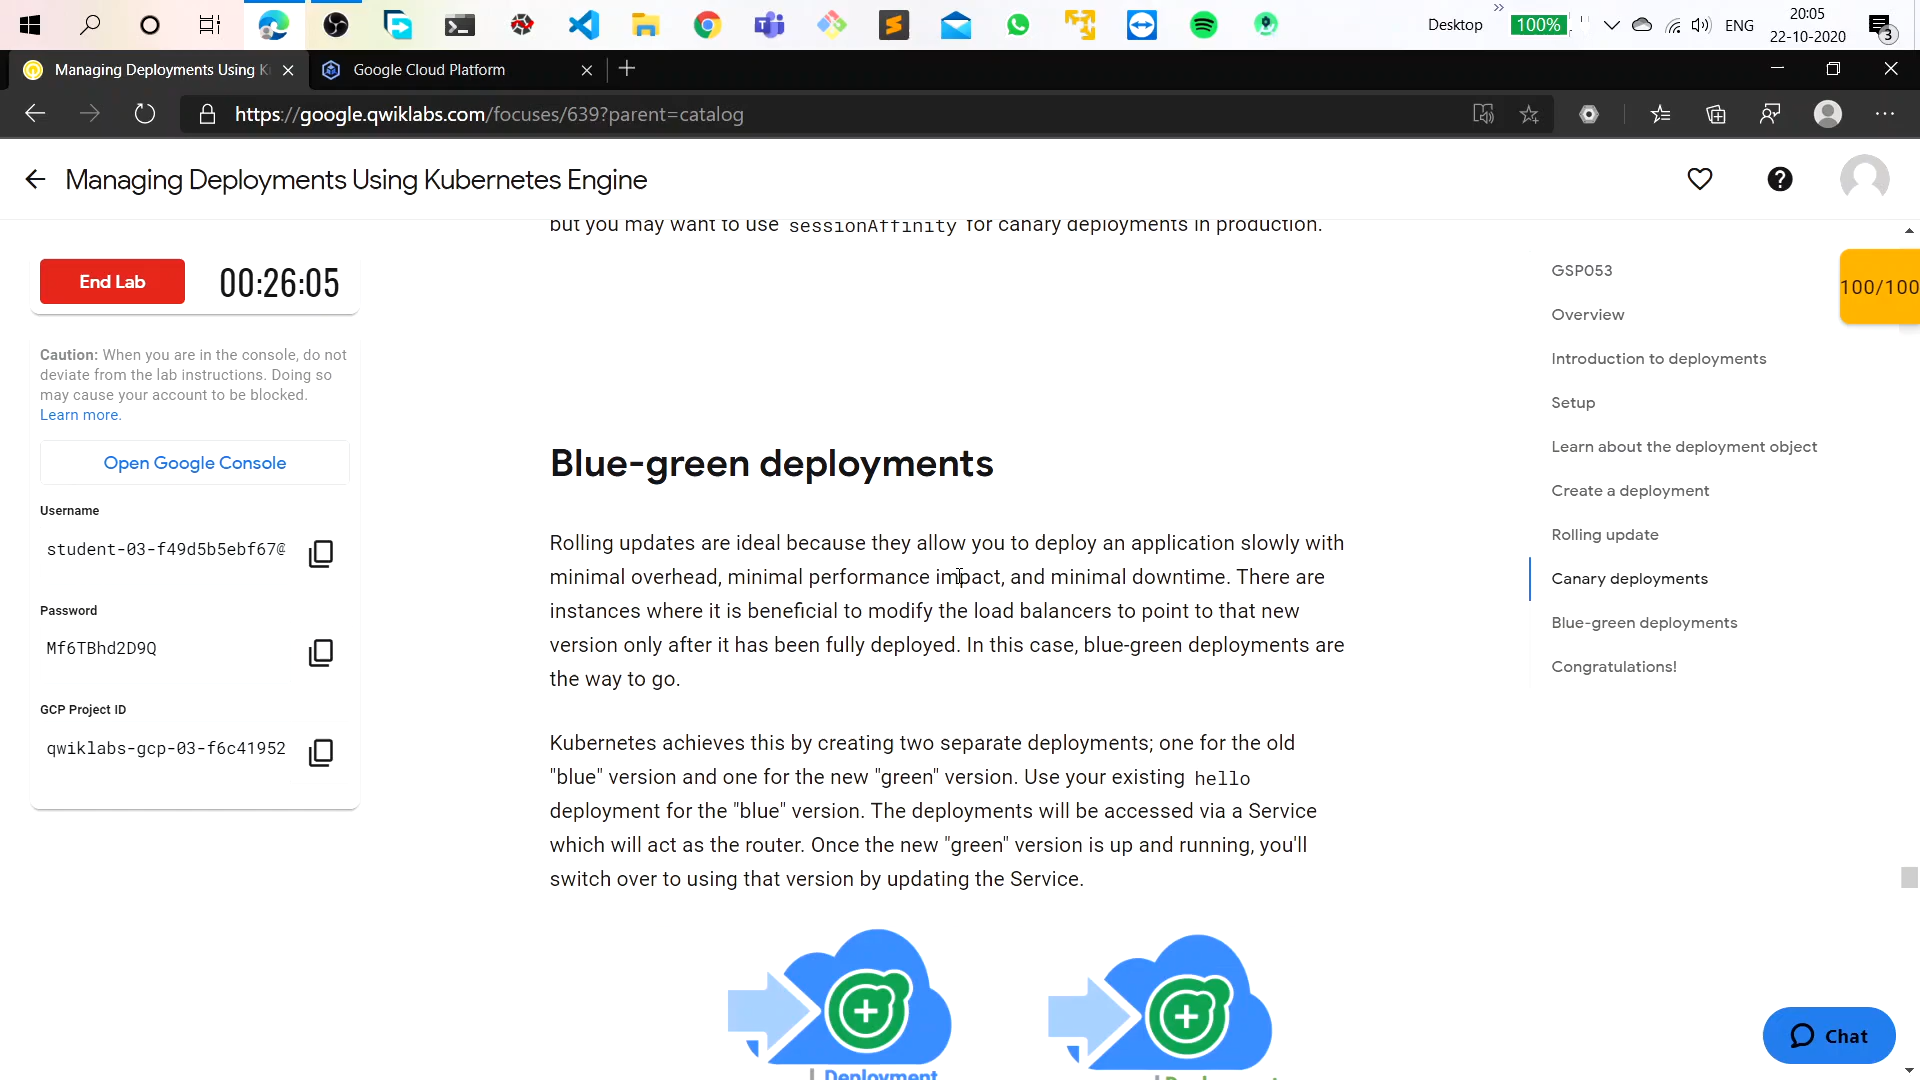 Desktop
100%
ENG
20:05
22-10-2020
3
Managing Deployments Using K
Google Cloud Platform
https://google.qwiklabs.com/focuses/639?parent=catalog
Managing Deployments Using Kubernetes Engine
but you may want to use sessionAffinity for canary deployments in production.
End Lab
00:26:05
Caution: When you are in the console, do not
deviate from the lab instructions. Doing so
may cause your account to be blocked.
Learn more.
Open Google Console
Username
student-03-f49d5b5ebf67@
Password
Mf6TBhd2D9Q
GCP Project ID
qwiklabs-gcp-03-f6c41952
Blue-green deployments
Rolling updates are ideal because they allow you to deploy an application slowly with
minimal overhead, minimal performance impact, and minimal downtime. There are
instances where it is beneficial to modify the load balancers to point to that new
version only after it has been fully deployed. In this case, blue-green deployments are
the way to go.
Kubernetes achieves this by creating two separate deployments; one for the old
"blue" version and one for the new "green" version. Use your existing hello
deployment for the "blue" version. The deployments will be accessed via a Service
which will act as the router. Once the new "green" version is up and running, you'll
switch over to using that version by updating the Service.
Deployment
GSP053
Overview
Introduction to deployments
Setup
Learn about the deployment object
Create a deployment
Rolling update
Canary deployments
Blue-green deployments
Congratulations!
100/100
Chat